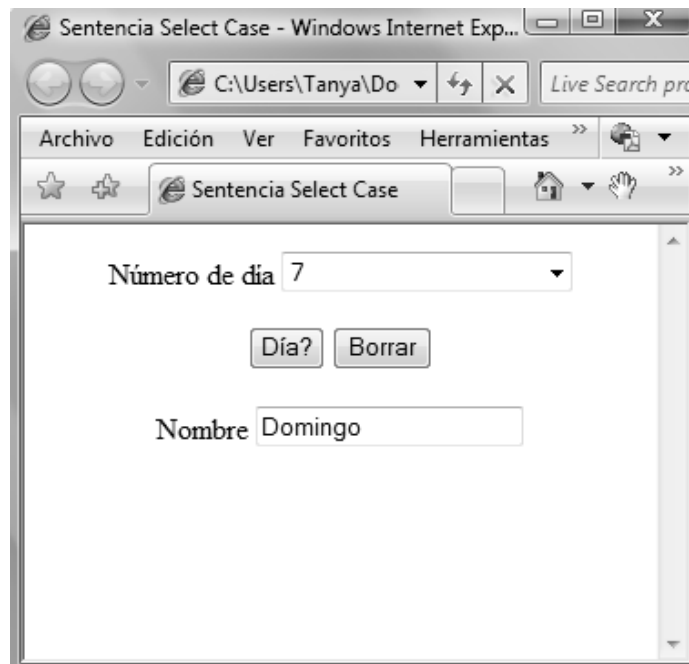 Sentencia Select Case - Windows Internet Exp...
C:\Users\Tanya\Do
Live Search pro
Archivo Edición Ver Favoritos Herramientas »
Sentencia Select Case »
Número de día 7
Día? Borrar
Nombre Domingo